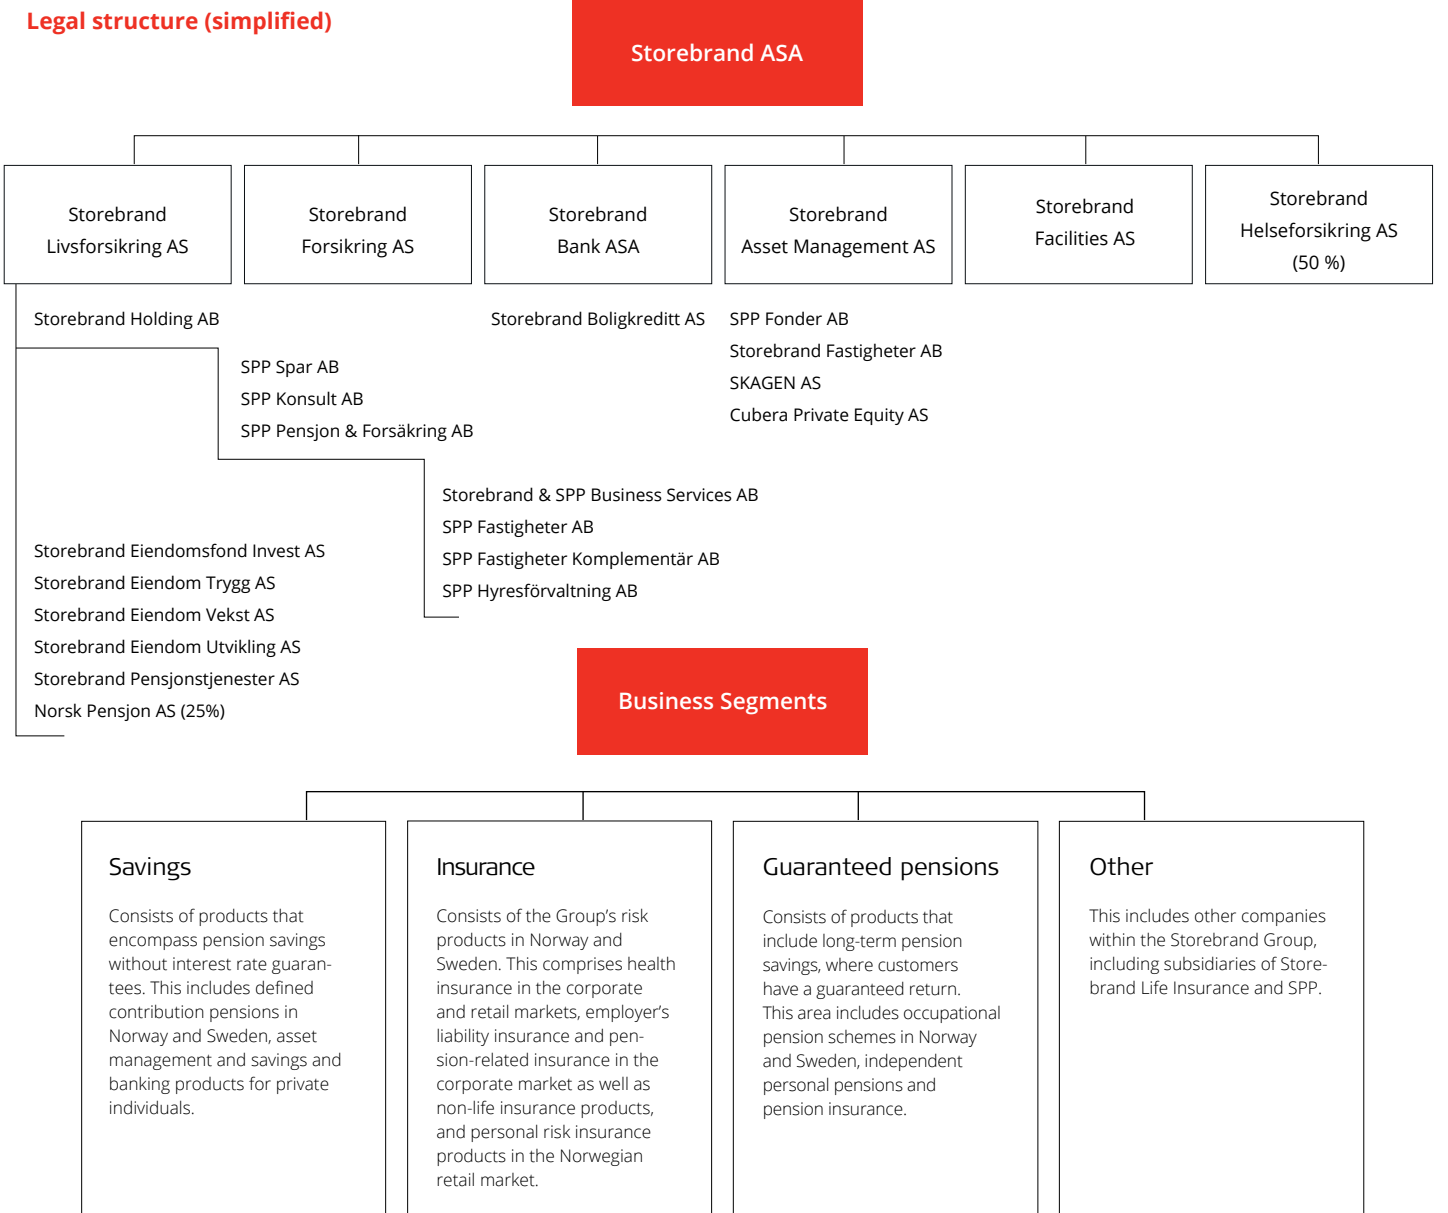 Legal structure (simplified)
Storebrand ASA
Storebrand
Livsforsikring AS
Storebrand
Forsikring AS
Storebrand
Bank ASA
Storebrand
Asset Management AS
Storebrand
Facilities AS
Storebrand
Helseforsikring AS
(50 %)
Storebrand Holding AB
SPP Spar AB
SPP Konsult AB
SPP Pensjon & Forsäkring AB
Storebrand & SPP Business Services AB
SPP Fastigheter AB
SPP Fastigheter Komplementär AB
SPP Hyresförvaltning AB
Storebrand Eiendomsfond Invest AS
Storebrand Eiendom Trygg AS
Storebrand Eiendom Vekst AS
Storebrand Eiendom Utvikling AS
Storebrand Pensjonstjenester AS
Norsk Pensjon AS (25%)
Storebrand Boligkreditt AS
SPP Fonder AB
Storebrand Fastigheter AB
SKAGEN AS
Cubera Private Equity AS
Business Segments
Savings
Consists of products that
encompass pension savings
without interest rate guaran-
tees. This includes defined
contribution pensions in
Norway and Sweden, asset
management and savings and
banking products for private
individuals.
Insurance
Consists of the Group’s risk
products in Norway and
Sweden. This comprises health
insurance in the corporate
and retail markets, employer’s
liability insurance and pen-
sion-related insurance in the
corporate market as well as
non-life insurance products,
and personal risk insurance
products in the Norwegian
retail market.
Guaranteed pensions
Consists of products that
include long-term pension
savings, where customers
have a guaranteed return.
This area includes occupational
pension schemes in Norway
and Sweden, independent
personal pensions and
pension insurance.
Other
This includes other companies
within the Storebrand Group,
including subsidiaries of Store-
brand Life Insurance and SPP.